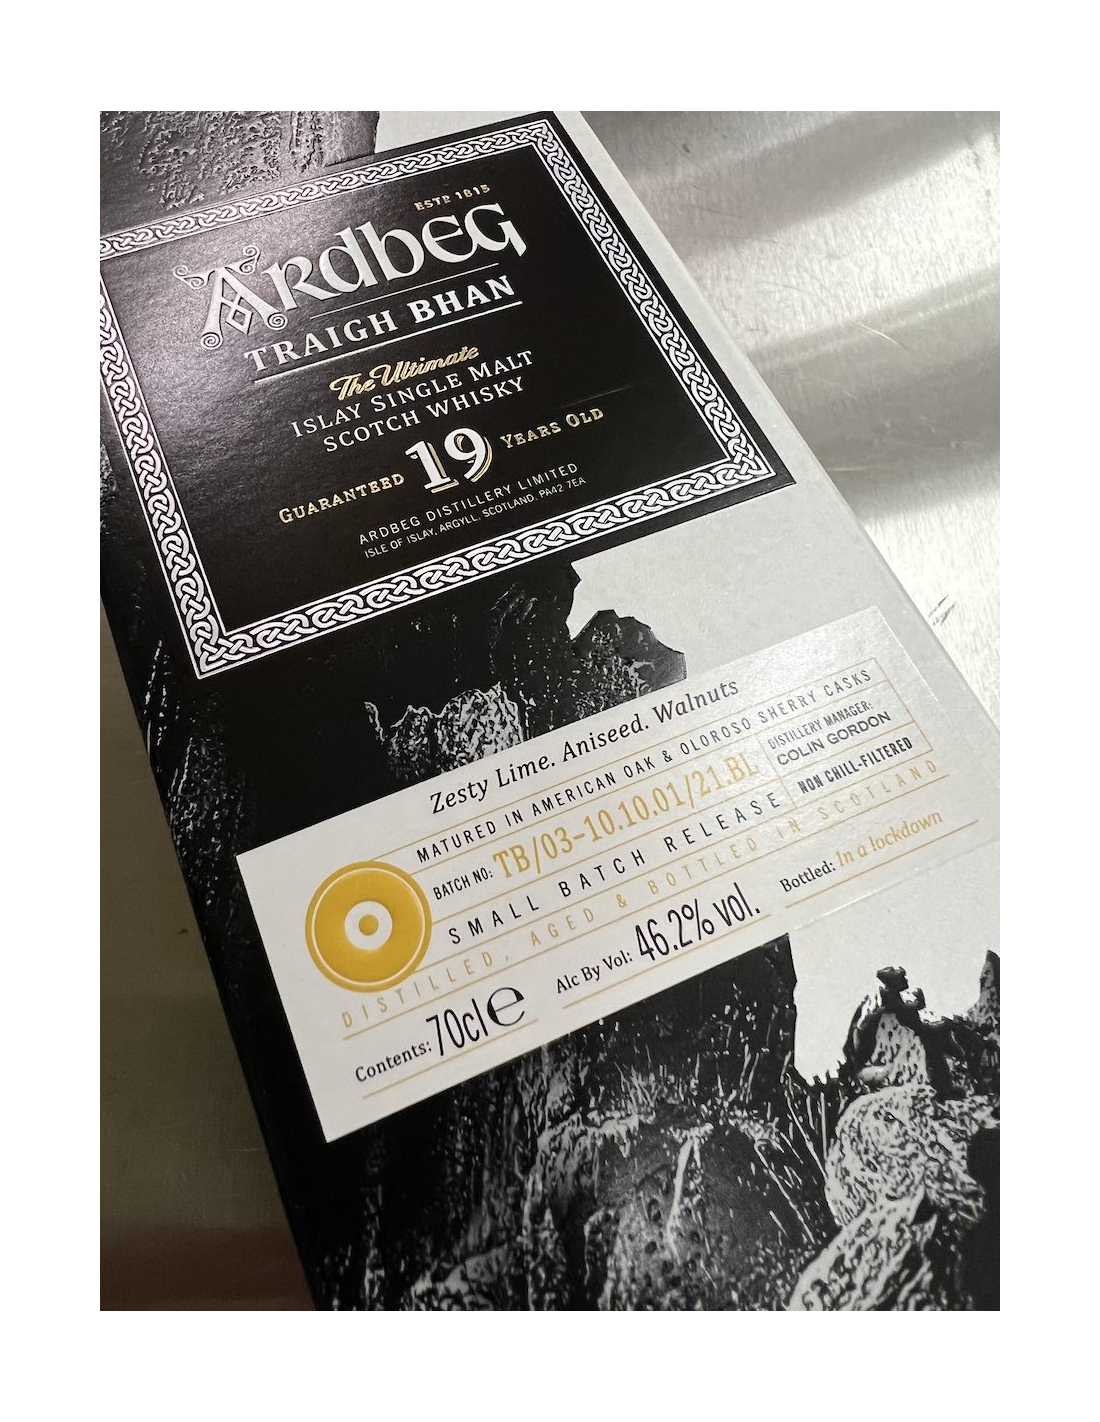 ESTD 1815
ARDBEG
TRAIGH BHAN
The Ultimate
ISLAY SINGLE MALT
SCOTCH WHISKY
GUARANTEED 19 YEARS OLD
ARDBEG DISTILLERY LIMITED
ISLE OF ISLAY, ARGYLL, SCOTLAND. PA42 7EA
Zesty Lime. Aniseed. Walnuts
MATURED IN AMERICAN OAK & OLOROSO SHERRY CASKS
BATCH NO: TB/03-10.10.01/21.BL
DISTILLERY MANAGER:
COLIN GORDON
SMALL BATCH RELEASE
NON CHILL-FILTERED
DISTILLED, AGED & BOTTLED IN SCOTLAND
Contents: 70cl e Alc By Vol: 46.2% vol. Bottled: In a lockdown